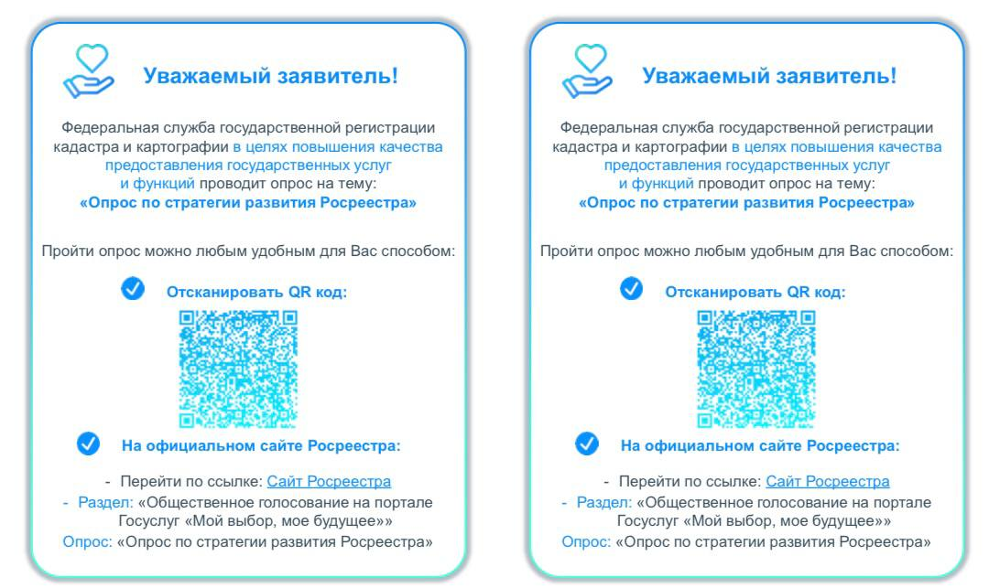 Уважаемый заявитель!
Федеральная служба государственной регистрации
кадастра и картографии в целях повышения качества
предоставления государственных услуг
и функций проводит опрос на тему:
«Опрос по стратегии развития Росреестра»
Пройти опрос можно любым удобным для Вас способом:
Отсканировать QR код:
На официальном сайте Росреестра:
- Перейти по ссылке: Сайт Росреестра
- Раздел: «Общественное голосование на портале
Госуслуг «Мой выбор, мое будущее»»
Опрос: «Опрос по стратегии развития Росреестра»
Уважаемый заявитель!
Федеральная служба государственной регистрации
кадастра и картографии в целях повышения качества
предоставления государственных услуг
и функций проводит опрос на тему:
«Опрос по стратегии развития Росреестра»
Пройти опрос можно любым удобным для Вас способом:
Отсканировать QR код:
На официальном сайте Росреестра:
- Перейти по ссылке: Сайт Росреестра
- Раздел: «Общественное голосование на портале
Госуслуг «Мой выбор, мое будущее»»
Опрос: «Опрос по стратегии развития Росреестра»